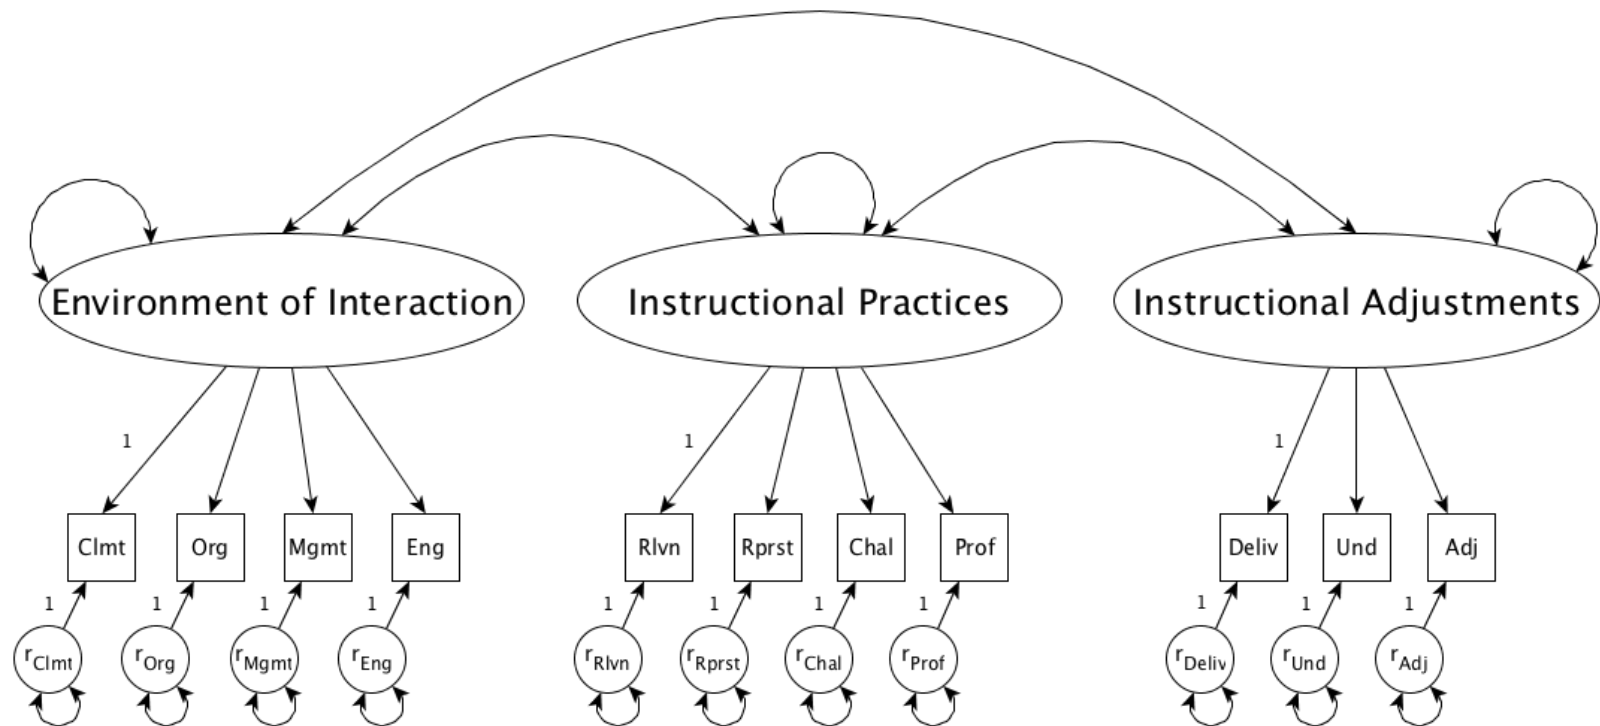 Environment of Interaction
Instructional Practices
Instructional Adjustments
1
1
1
Clmt
Org
Mgmt
Eng
Rlvn
Rprst
Chal
Prof
Deliv
Und
Adj
1
1
1
1
1
1
1
1
1
1
1
rClmt
rOrg
rMgmt
rEng
rRlvn
rRprst
rChal
rProf
rDeliv
rUnd
rAdj